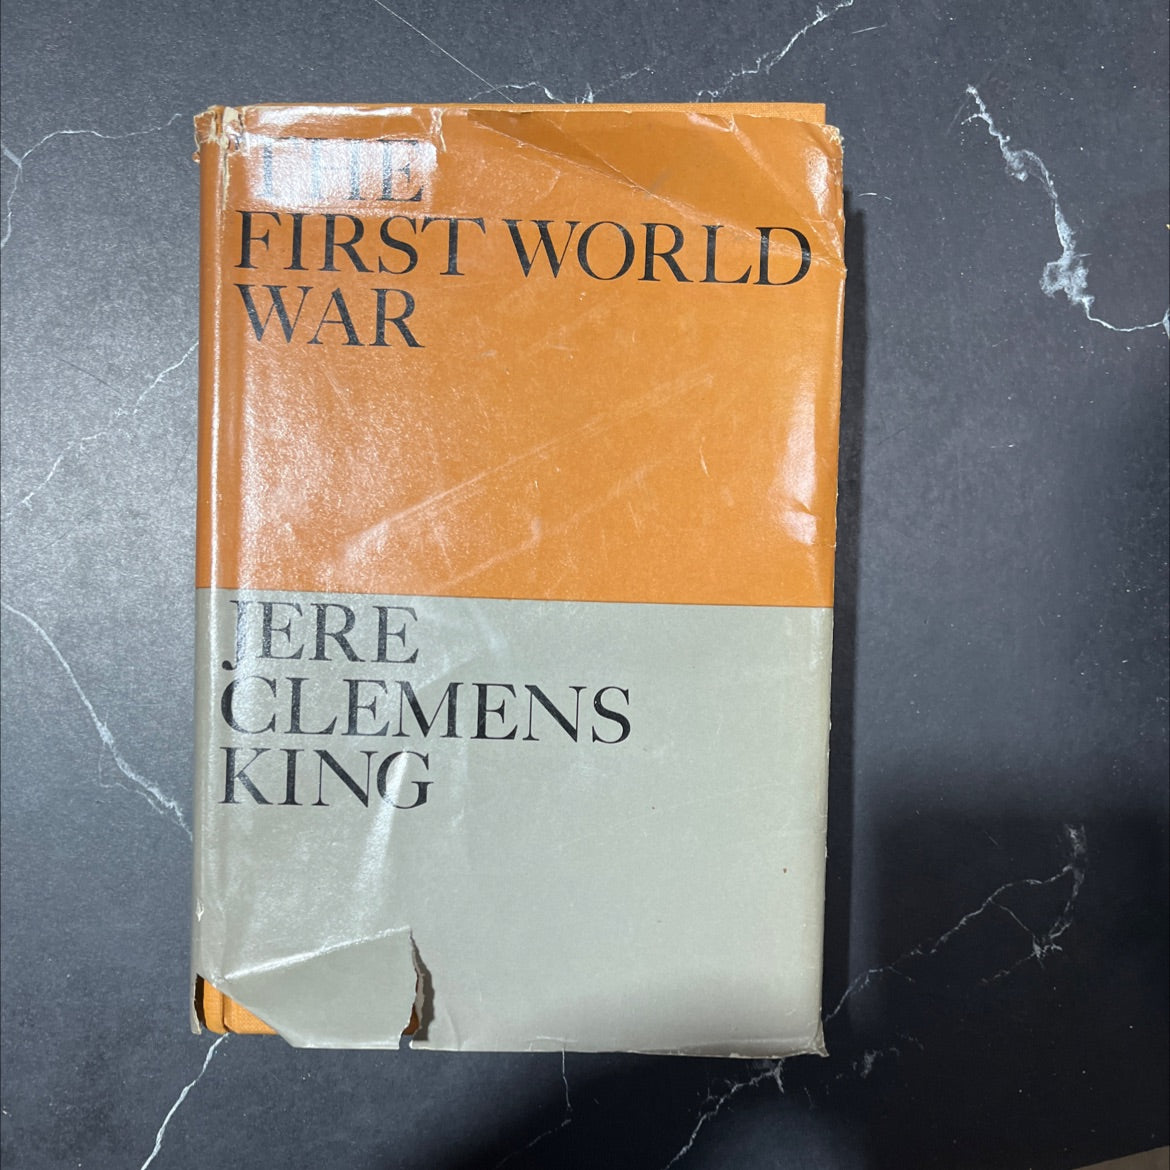 THE
FIRST WORLD
WAR
JERE
CLEMENS
KING